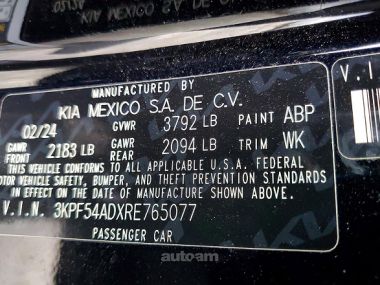 MANUFACTURED BY
KIA MEXICO S.A. DE C.V.
02/24 GVWR 3792 LB PAINT ABP
GAWR FRONT 2183 LB GAWR REAR 2094 LB TRIM WK
THIS VEHICLE CONFORMS TO ALL APPLICABLE U.S.A. FEDERAL
MOTOR VEHICLE SAFETY, BUMPER, AND THEFT PREVENTION STANDARDS
IN EFFECT ON THE DATE OF MANUFACTURE SHOWN ABOVE.
V.I.N. 3KPF54ADXRE765077
PASSENGER CAR
V.I.
autoam